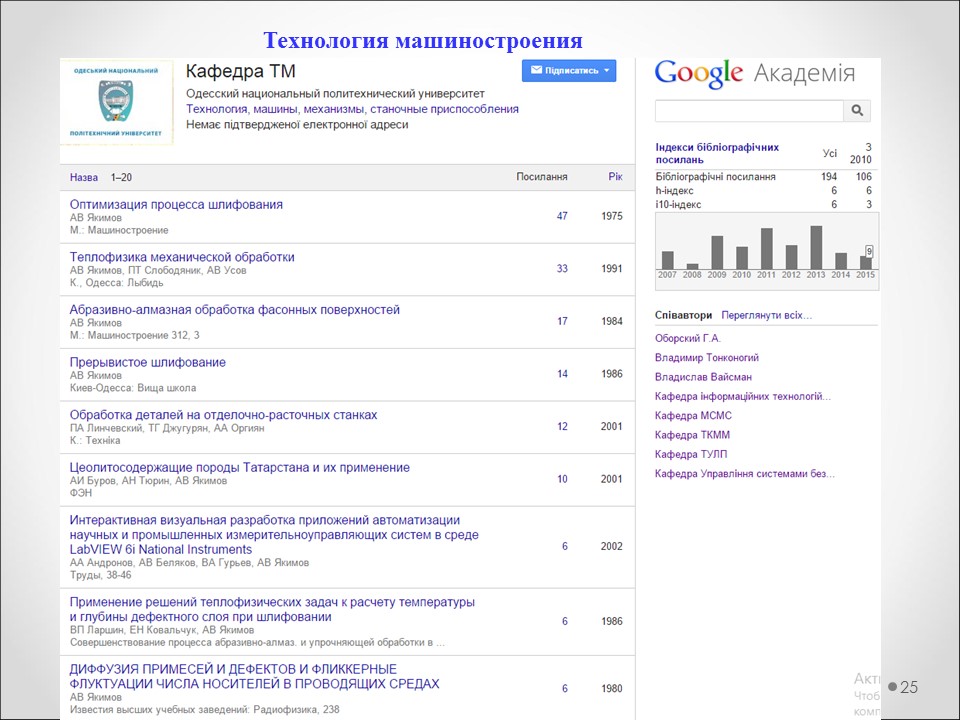 Технология машиностроения
ОДЕСЬКИЙ НАЦІОНАЛЬНИЙ
ПОЛІТЕХНІЧНИЙ УНІВЕРСИТЕТ
Кафедра ТМ
Підписатись
Одесский национальный политехнический университет
Технология, машины, механизмы, станочные приспособления
Немає підтвердженої електронної адреси
Назва 1–20 Посилання Рік
Оптимизация процесса шлифования 47 1975
АВ Якимов
М.: Машиностроение
Теплофизика механической обработки 33 1991
АВ Якимов, ПТ Слободяник, АВ Усов
К., Одесса: Лыбидь
Абразивно-алмазная обработка фасонных поверхностей 17 1984
АВ Якимов
М.: Машиностроение 312, 3
Прерывистое шлифование 14 1986
АВ Якимов
Киев-Одесса: Вища школа
Обработка деталей на отделочно-расточных станках 12 2001
ПА Линчевский, ТГ Джугурян, АА Оргиян
К.: Техніка
Цеолитосодержащие породы Татарстана и их применение 10 2001
АИ Буров, АН Тюрин, АВ Якимов
ФЭН
Интерактивная визуальная разработка приложений автоматизации
научных и промышленных измерительноуправляющих систем в среде
LabVIEW 6i National Instruments 6 2002
АА Андронов, АВ Беляков, ВА Гурьев, АВ Якимов
Труды, 38-46
Применение решений теплофизических задач к расчету температуры
и глубины дефектного слоя при шлифовании 6 1986
ВП Ларшин, ЕН Ковальчук, АВ Якимов
Совершенствование процесса абразивно-алмаз. и упрочняющей обработки в ...
ДИФФУЗИЯ ПРИМЕСЕЙ И ДЕФЕКТОВ И ФЛИККЕРНЫЕ
ФЛУКТУАЦИИ ЧИСЛА НОСИТЕЛЕЙ В ПРОВОДЯЩИХ СРЕДАХ 6 1980
АВ Якимов
Известия высших учебных заведений: Радиофизика, 238
Google Академія
Індекси бібліографічних посилань Усі З 2010
Бібліографічні посилання 194 106
h-індекс 6 6
i10-індекс 6 3
9
2007 2008 2009 2010 2011 2012 2013 2014 2015
Співавтори Переглянути всіх...
Оборский Г.А.
Владимир Тонконогий
Владислав Вайсман
Кафедра інформаційних технологій...
Кафедра МСМС
Кафедра ТКММ
Кафедра ТУЛП
Кафедра Управління системами без...
Акти
Чтоб
комп
25